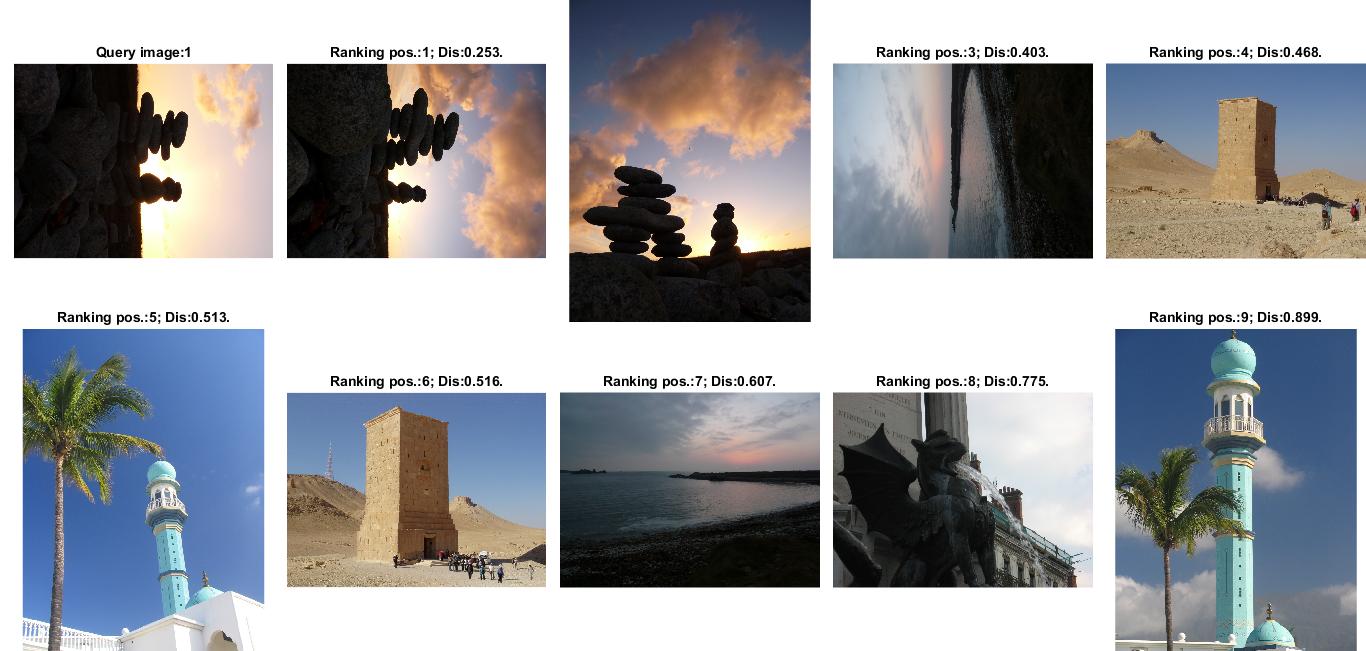 Query image:1
Ranking pos.:1; Dis:0.253.
Ranking pos.:3; Dis:0.403.
Ranking pos.:4; Dis:0.468.
Ranking pos.:5; Dis:0.513.
Ranking pos.:6; Dis:0.516.
Ranking pos.:7; Dis:0.607.
Ranking pos.:8; Dis:0.775.
Ranking pos.:9; Dis:0.899.